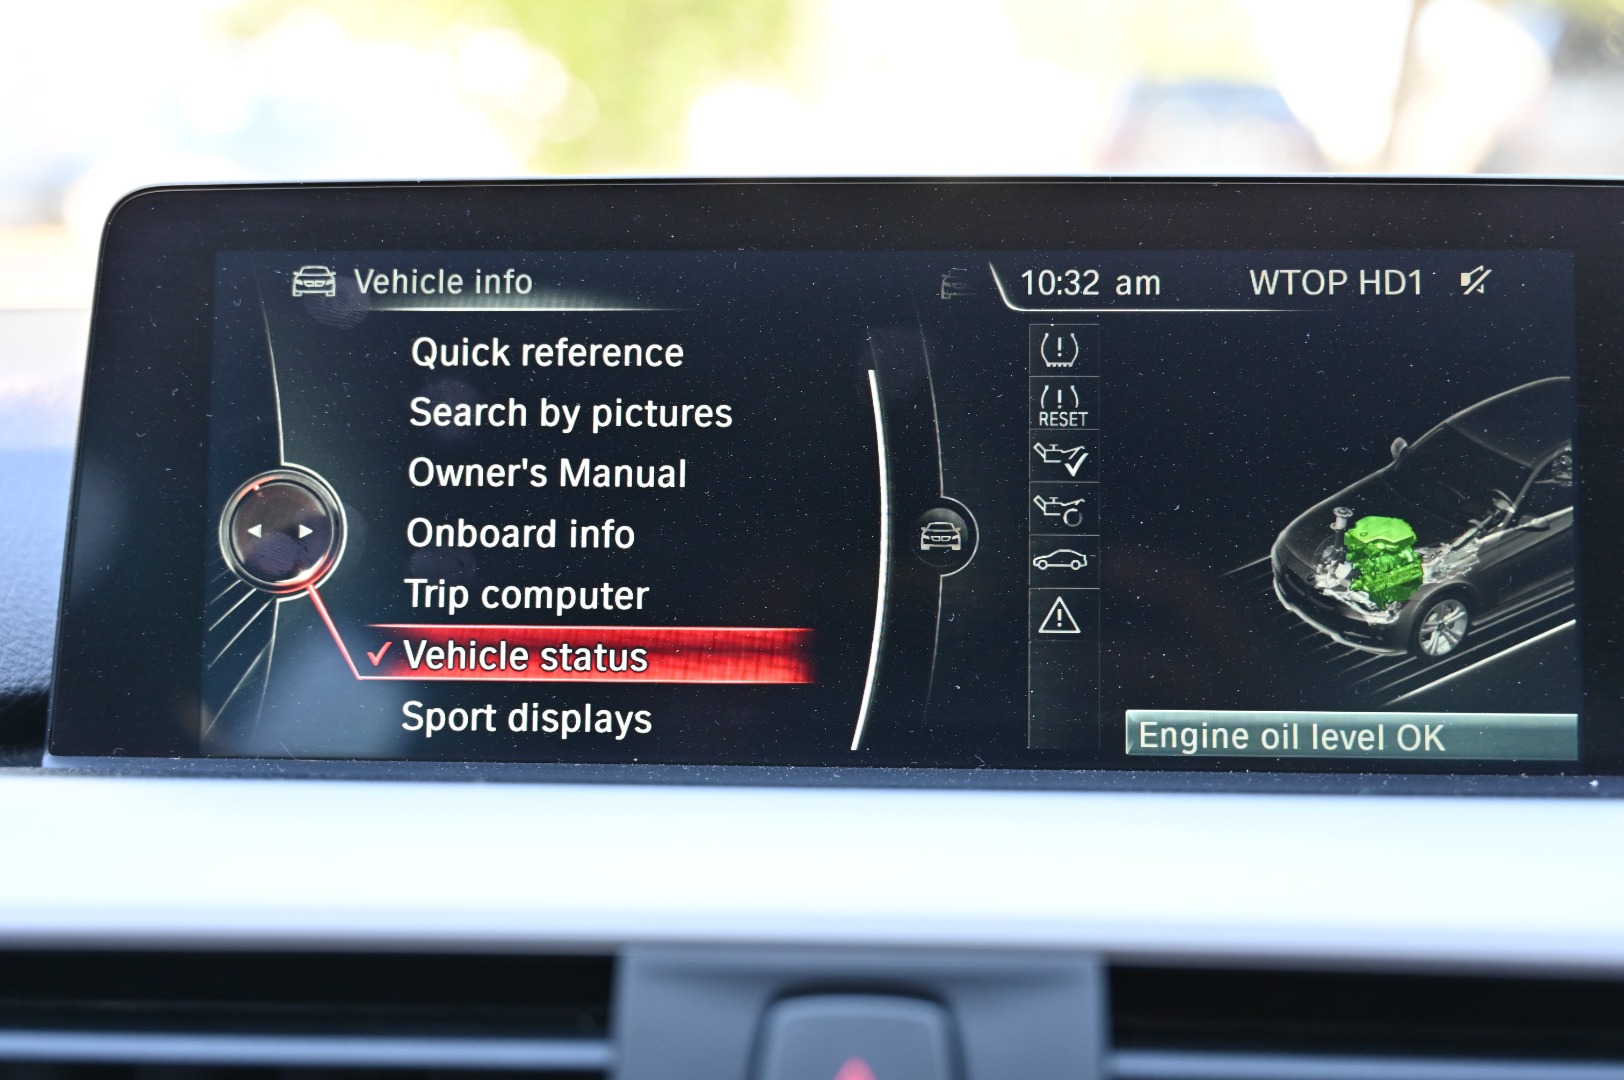 Vehicle info
10:32 am
WTOP HD1
Quick reference
Search by pictures
Owner's Manual
Onboard info
Trip computer
Vehicle status
Sport displays
RESET
Engine oil level OK